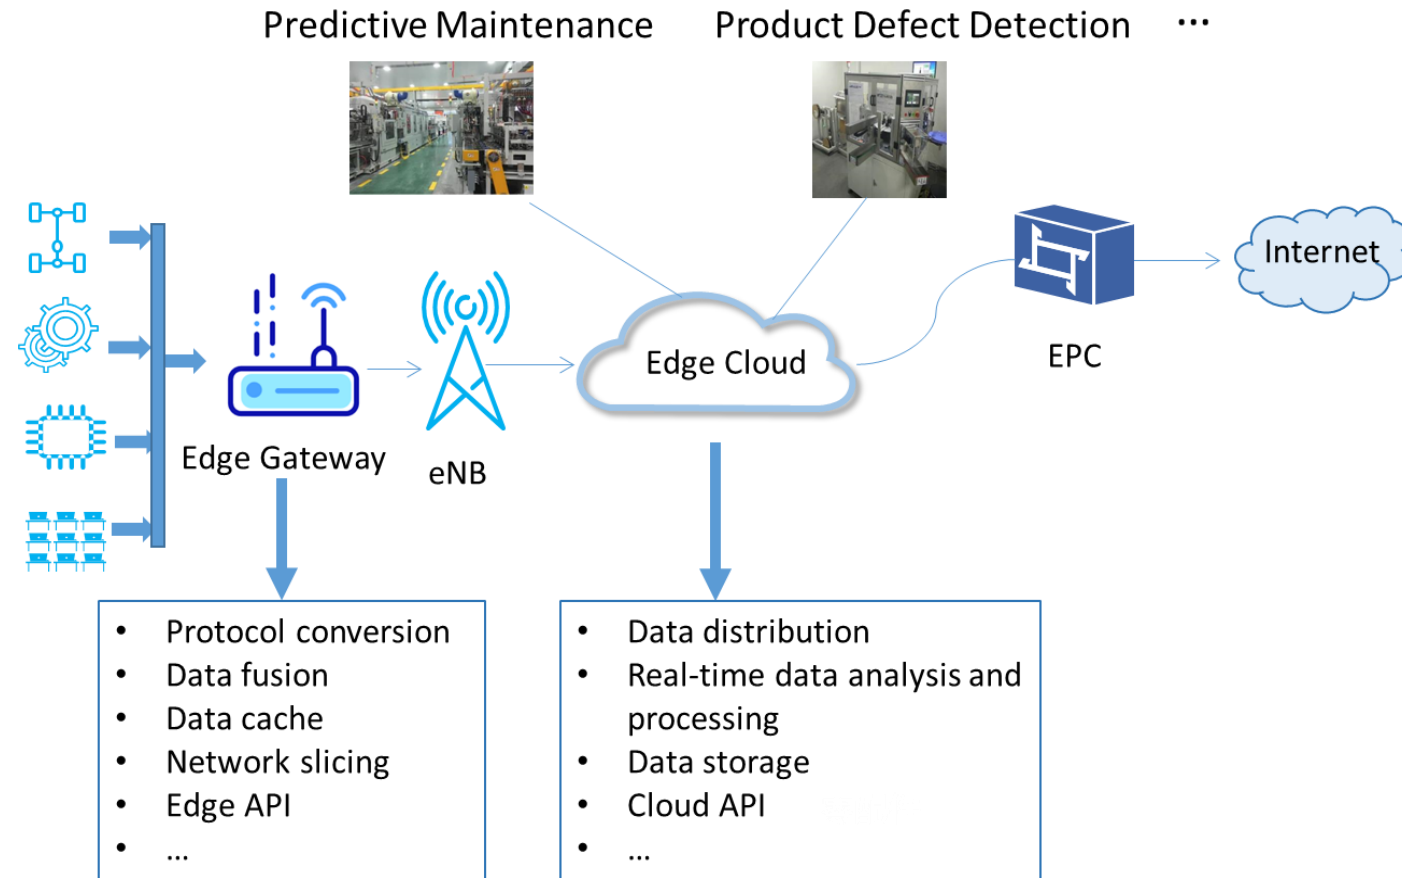 Predictive Maintenance
Product Defect Detection
...
Internet
Edge Cloud
EPC
Edge Gateway
eNB
• Protocol conversion
• Data fusion
• Data cache
• Network slicing
• Edge API
• ...
• Data distribution
• Real-time data analysis and
processing
• Data storage
• Cloud API
• ...